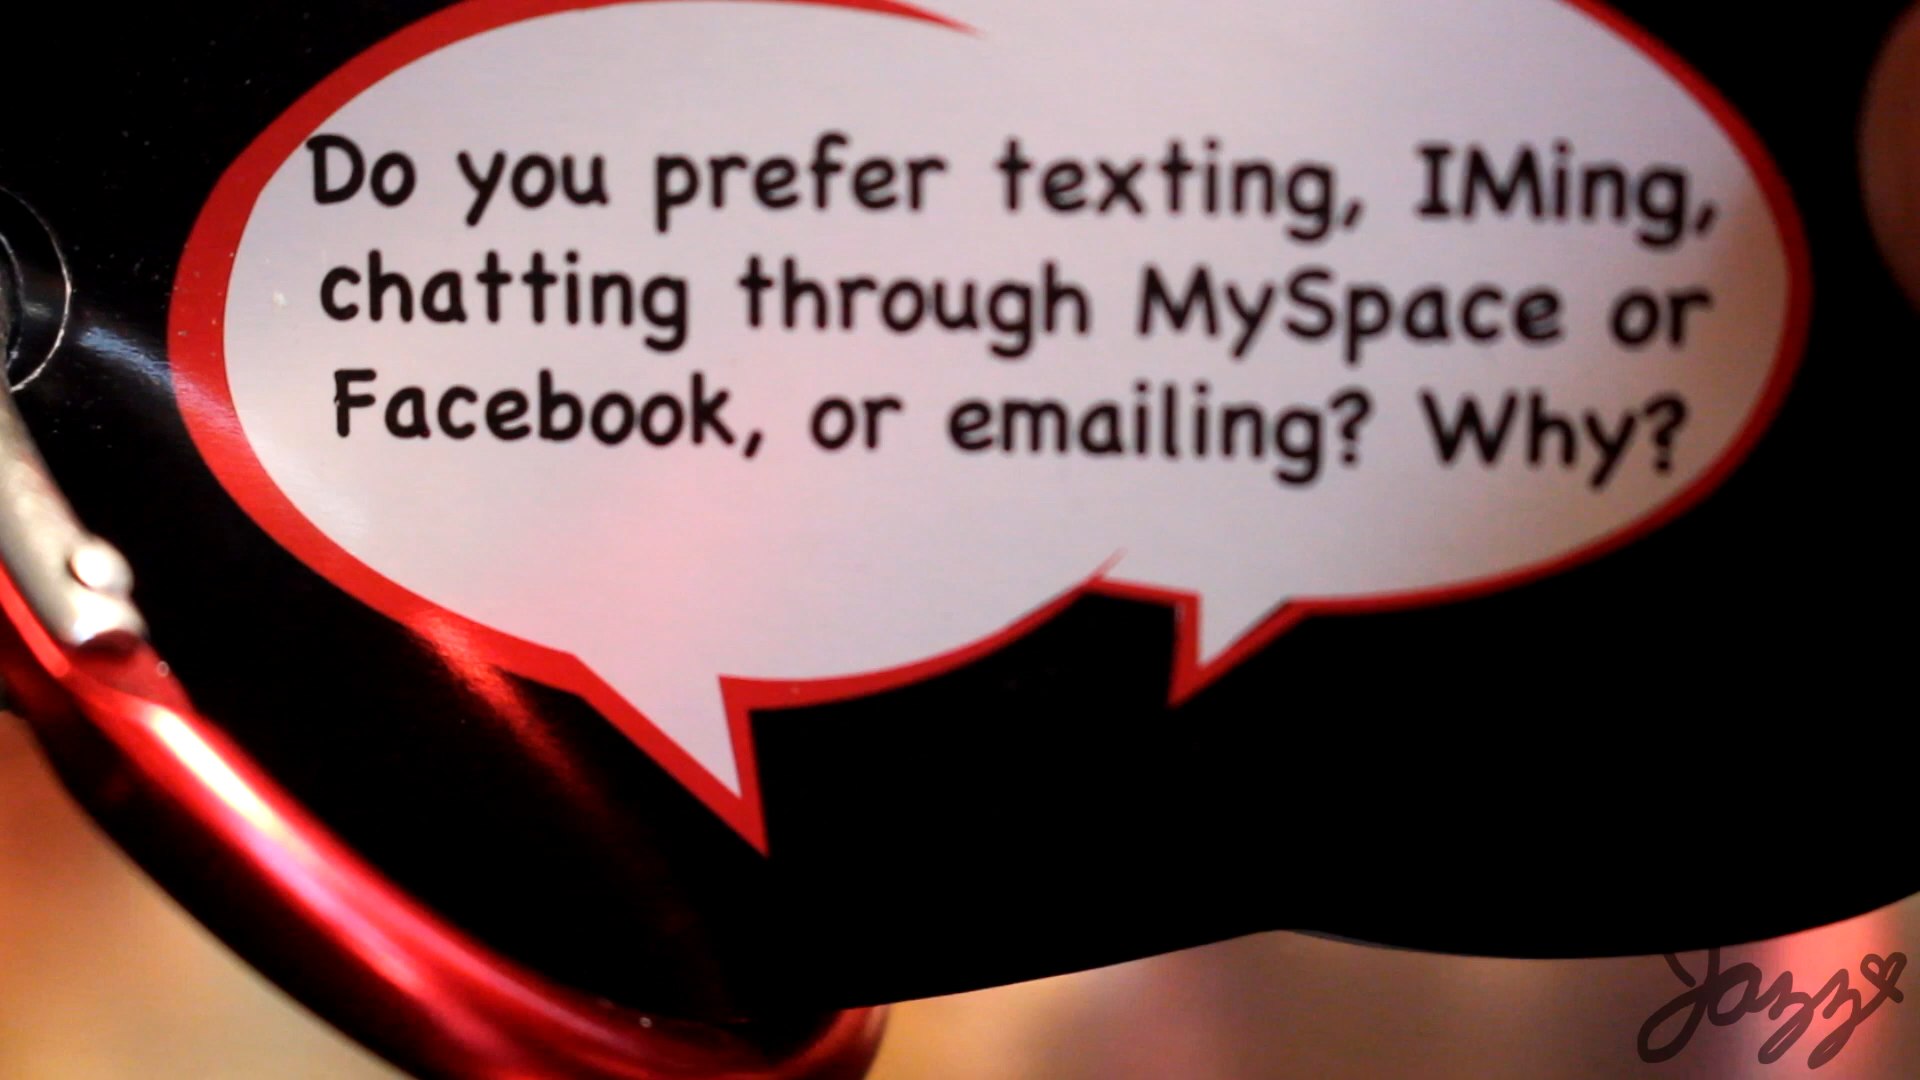 Do you prefer texting, IMing,
chatting through MySpace or
Facebook, or emailing? Why?
Jazz